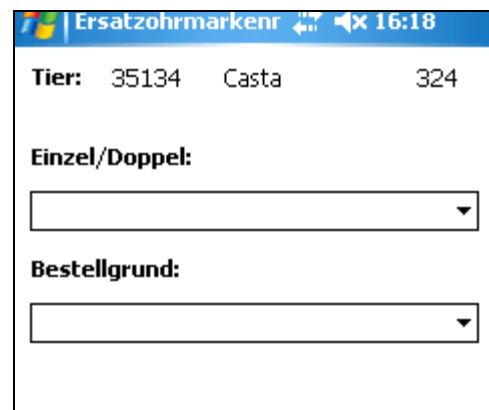 Ersatzohrmarkenr 16:18
Tier: 35134 Casta 324
Einzel/Doppel:
Bestellgrund: